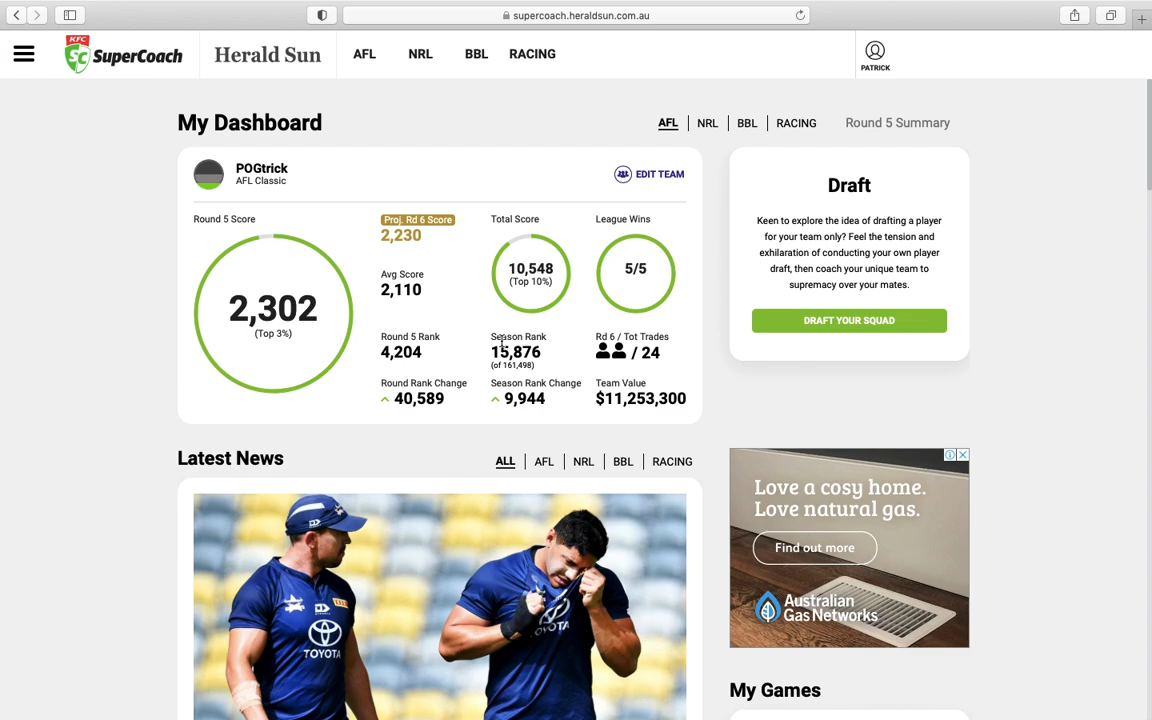 supercoach.heraldsun.com.au
KFC
SC SuperCoach
Herald Sun
AFL
NRL
BBL
RACING
PATRICK
My Dashboard
AFL
NRL
BBL
RACING
Round 5 Summary
POGtrick
AFL Classic
EDIT TEAM
Round 5 Score
2,302
(Top 3%)
Proj. Rd 6 Score
2,230
Avg Score
2,110
Round 5 Rank
4,204
Round Rank Change
40,589
Total Score
10,548
(Top 10%)
Season Rank
15,876
(of 161,498)
Season Rank Change
9,944
League Wins
5/5
Rd 6 / Tot Trades
/ 24
Team Value
$11,253,300
Draft
Keen to explore the idea of drafting a player
for your team only? Feel the tension and
exhilaration of conducting your own player
draft, then coach your unique team to
supremacy over your mates.
DRAFT YOUR SQUAD
Latest News
ALL
AFL
NRL
BBL
RACING
TOYOTA
TOYOTA
Love a cosy home.
Love natural gas.
Find out more
Australian
Gas Networks
My Games